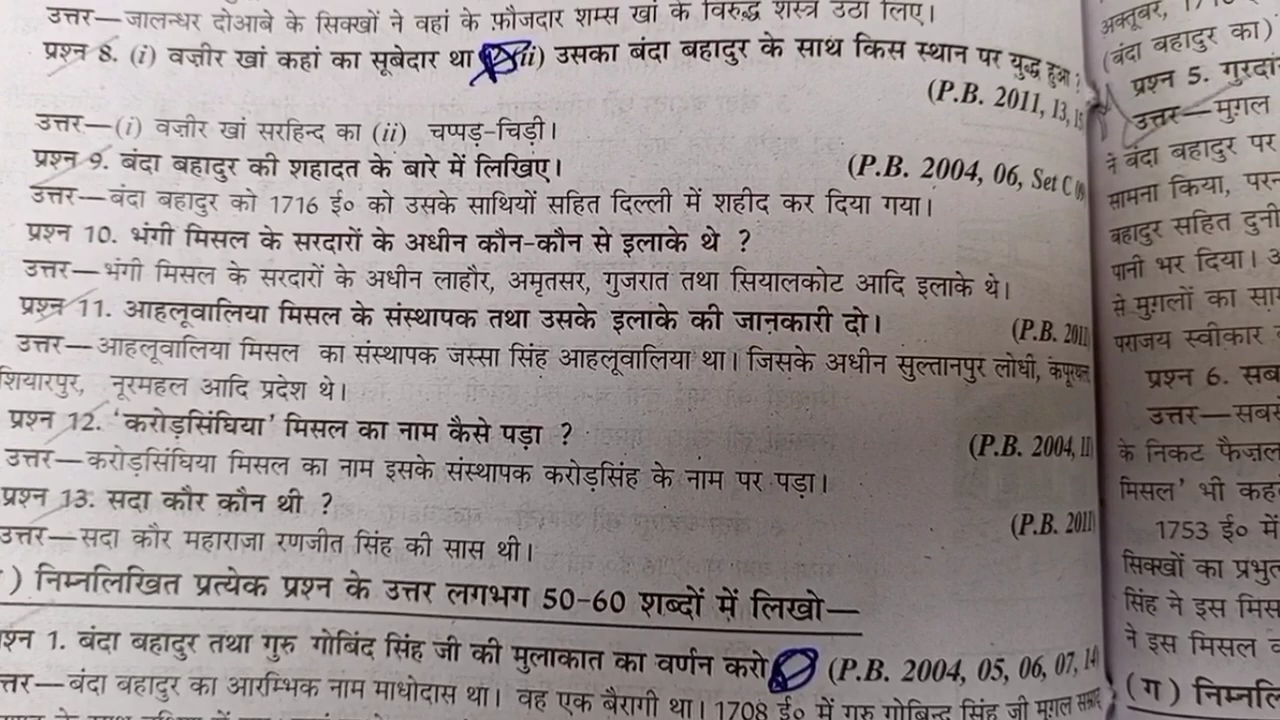 उत्तर—जालन्धर दोआबे के सिक्खों ने वहां के फ़ौजदार शम्स खां के विरुद्ध शस्त्र उठा लिए।
प्रश्न 8. (i) वज़ीर खां कहां का सूबेदार था (ii) उसका बंदा बहादुर के साथ किस स्थान पर युद्ध हुआ ?
(P.B. 2011, 13, 15
उत्तर—(i) वज़ीर खां सरहिन्द का (ii) चप्पड़-चिड़ी।
प्रश्न 9. बंदा बहादुर की शहादत के बारे में लिखिए। (P.B. 2004, 06, Set C 09)
उत्तर—बंदा बहादुर को 1716 ई० को उसके साथियों सहित दिल्ली में शहीद कर दिया गया।
प्रश्न 10. भंगी मिसल के सरदारों के अधीन कौन-कौन से इलाके थे ?
उत्तर—भंगी मिसल के सरदारों के अधीन लाहौर, अमृतसर, गुजरात तथा सियालकोट आदि इलाके थे।
प्रश्न 11. आहलूवालिया मिसल के संस्थापक तथा उसके इलाके की जानकारी दो। (P.B. 2011)
उत्तर—आहलूवालिया मिसल का संस्थापक जस्सा सिंह आहलूवालिया था। जिसके अधीन सुल्तानपुर लोधी, कपूरथला
शियारपुर, नूरमहल आदि प्रदेश थे।
प्रश्न 12. 'करोड़सिंघिया' मिसल का नाम कैसे पड़ा ? (P.B. 2004, 11)
उत्तर—करोड़सिंघिया मिसल का नाम इसके संस्थापक करोड़सिंह के नाम पर पड़ा।
प्रश्न 13. सदा कौर कौन थी ? (P.B. 2011)
उत्तर—सदा कौर महाराजा रणजीत सिंह की सास थी।
) निम्नलिखित प्रत्येक प्रश्न के उत्तर लगभग 50-60 शब्दों में लिखो—
श्न 1. बंदा बहादुर तथा गुरु गोबिंद सिंह जी की मुलाकात का वर्णन करो (P.B. 2004, 05, 06, 07, 14)
त्तर—बंदा बहादुर का आरम्भिक नाम माधोदास था। वह एक बैरागी था। 1708 ई० में गुरु गोबिन्द सिंह जी मुग़ल सम्राट
अक्तूबर,
(बंदा बहादुर का)
प्रश्न 5. गुरदा
उत्तर—मुग़ल
ने बंदा बहादुर पर
सामना किया, परन
बहादुर सहित दुनी
पानी भर दिया।
से मुग़लों का सा
पराजय स्वीकार
प्रश्न 6. सब
उत्तर—सबर
के निकट फैज़ल
मिसल' भी कह
1753 ई० में
सिक्खों का प्रभुत
सिंह ने इस मिस
ने इस मिसल
(ग) निम्नलि